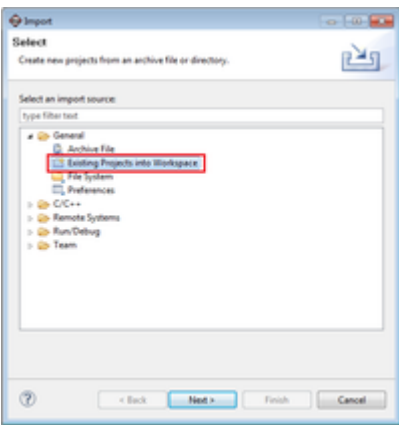 Import
Select
Create new projects from an archive file or directory.
Select an import source:
type filter text
General
Archive File
Existing Projects into Workspace
File System
Preferences
C/C++
Remote Systems
Run/Debug
Team
?
< Back
Next >
Finish
Cancel